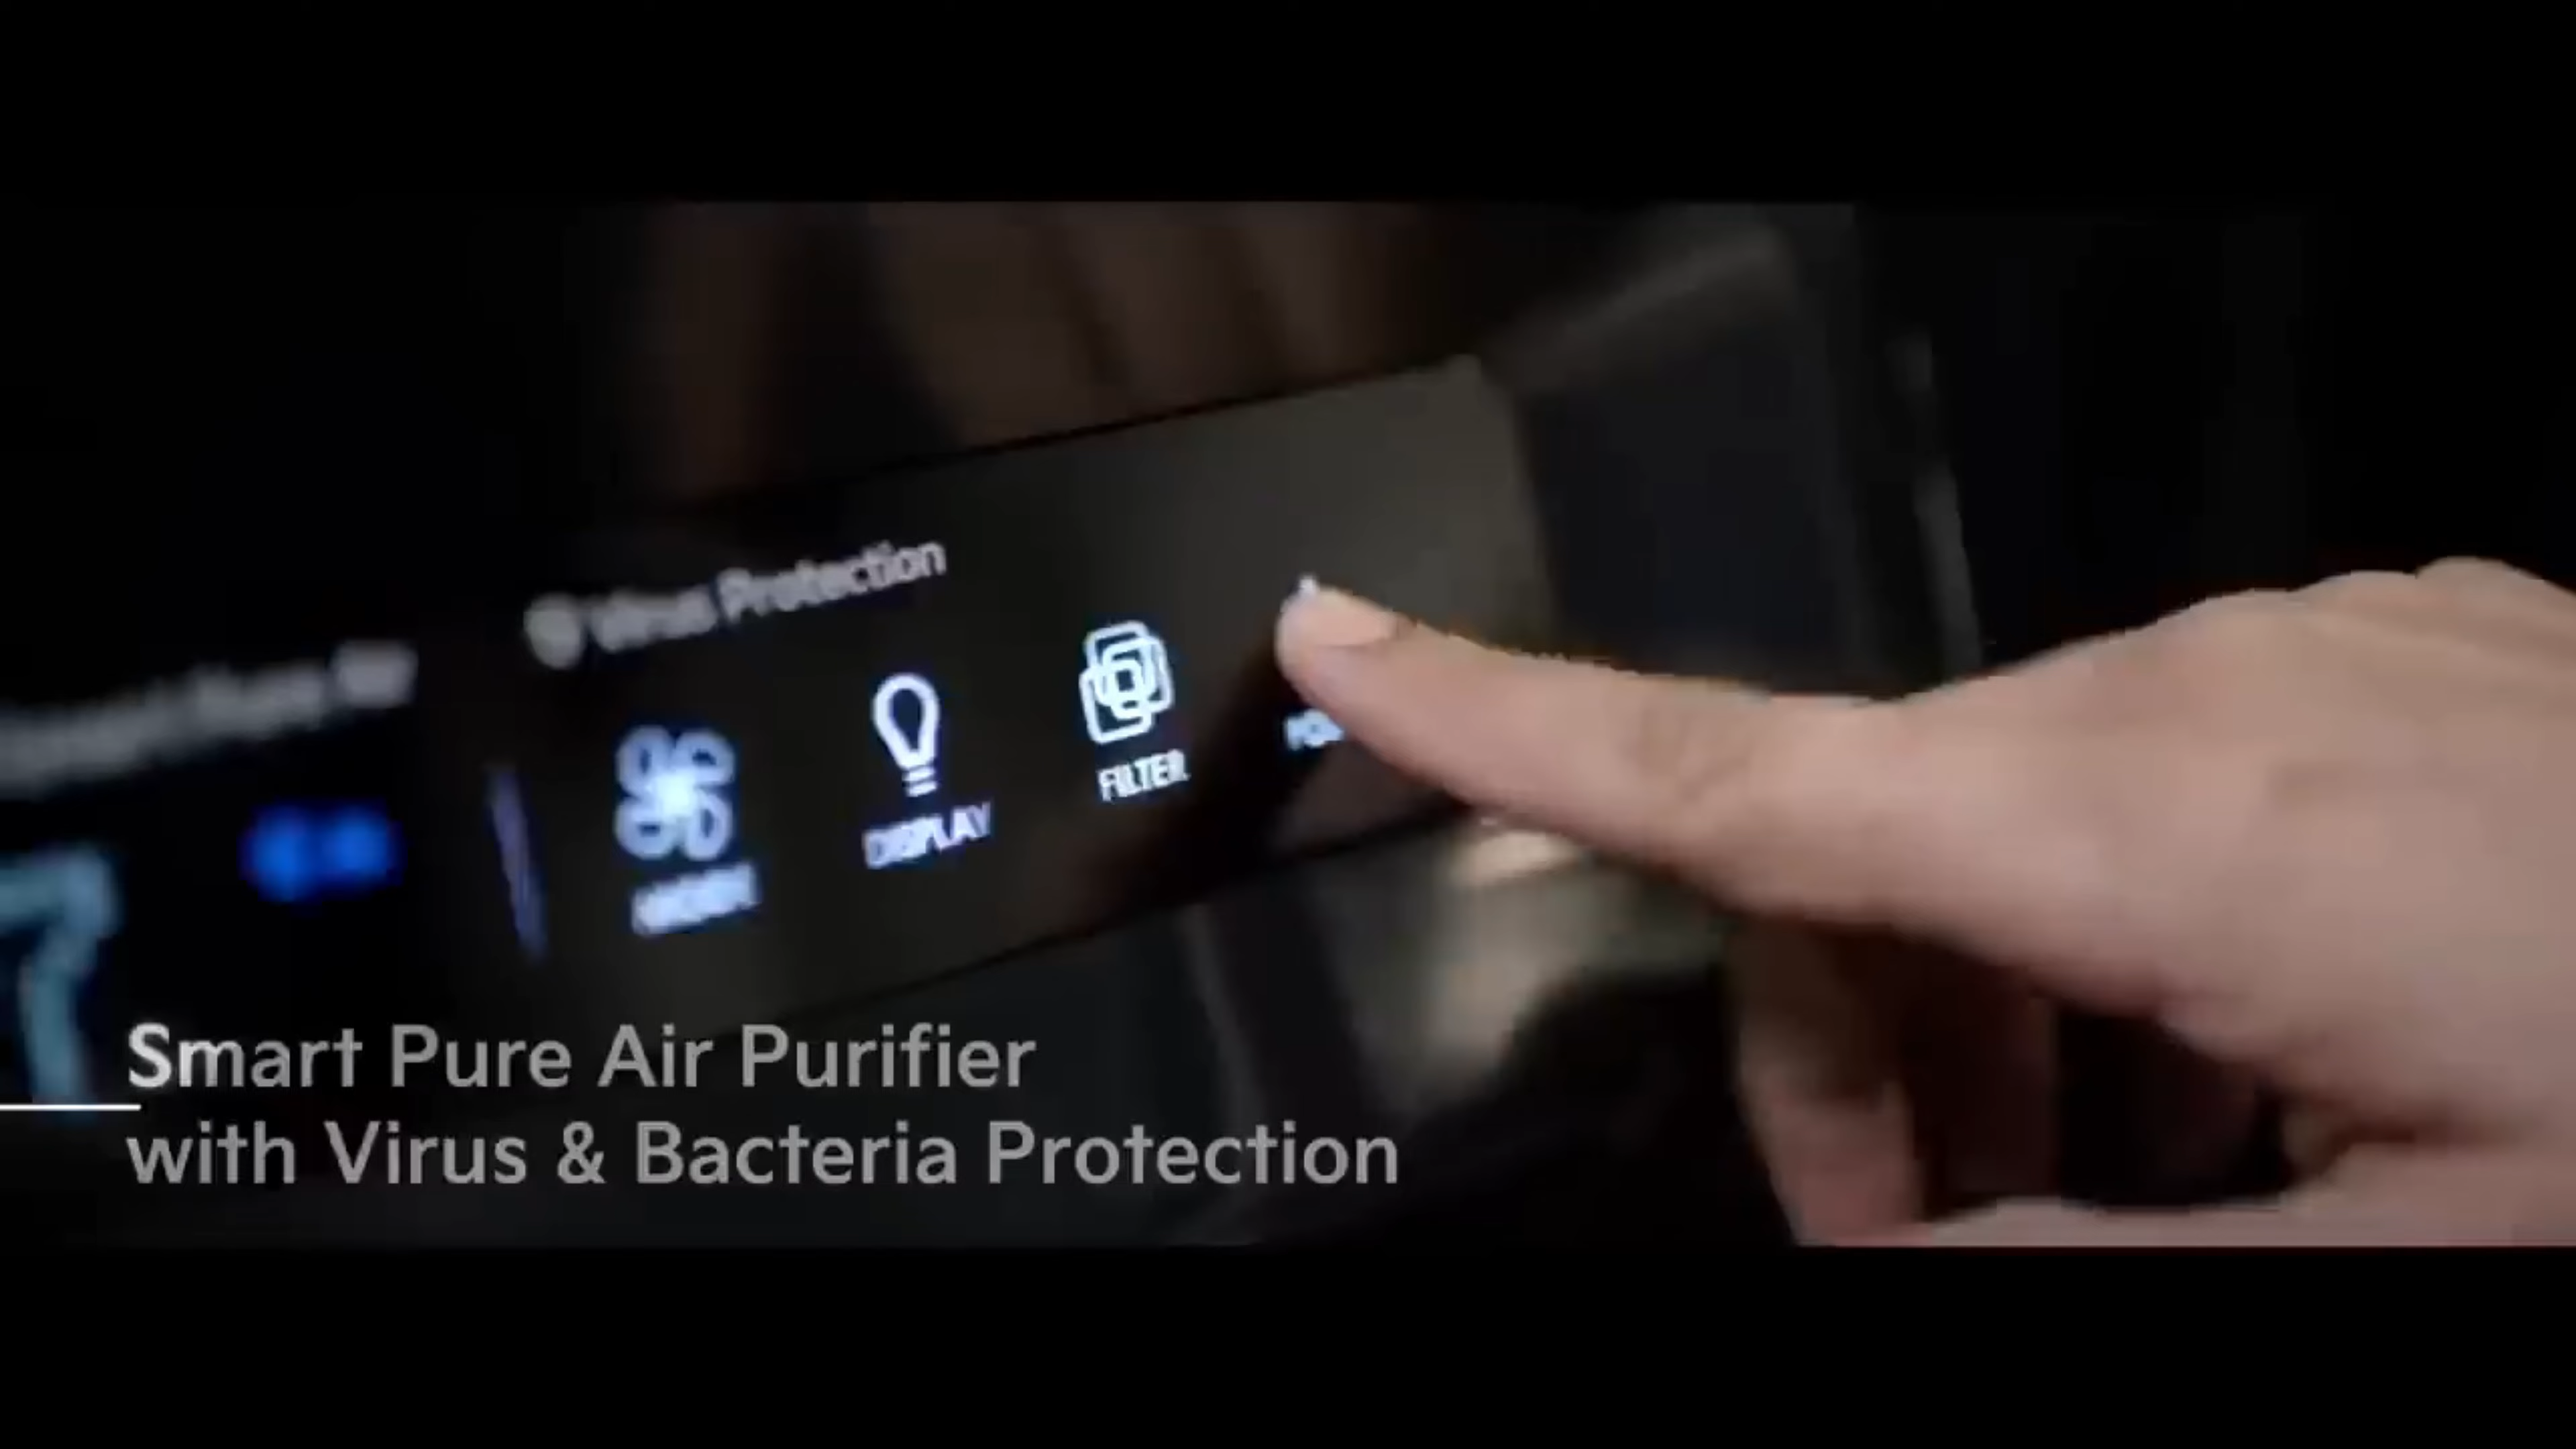 Virus Protection
DISPLAY
FILTER
Smart Pure Air Purifier
with Virus & Bacteria Protection